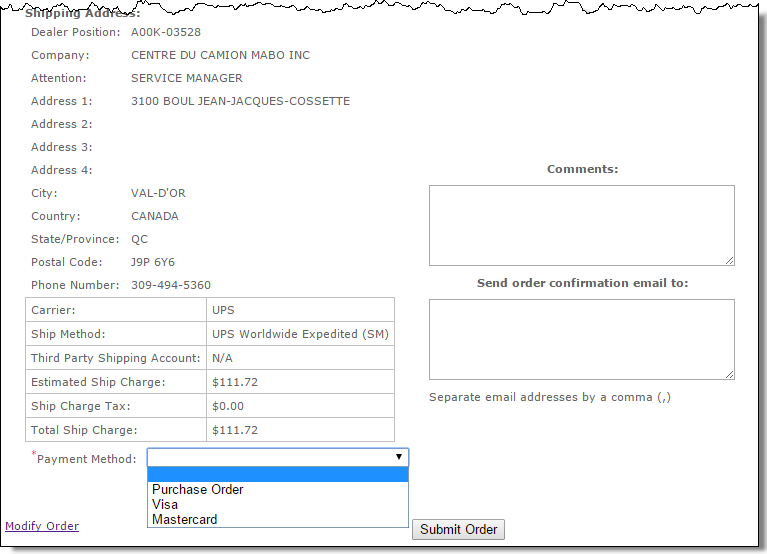 Shipping Address:
Dealer Position: A00K-03528
Company: CENTRE DU CAMION MABO INC
Attention: SERVICE MANAGER
Address 1: 3100 BOUL JEAN-JACQUES-COSSETTE
Address 2:
Address 3:
Address 4:
City: VAL-D'OR
Country: CANADA
State/Province: QC
Postal Code: J9P 6Y6
Phone Number: 309-494-5360
Carrier: UPS
Ship Method: UPS Worldwide Expedited (SM)
Third Party Shipping Account: N/A
Estimated Ship Charge: $111.72
Ship Charge Tax: $0.00
Total Ship Charge: $111.72
*Payment Method:
Purchase Order
Visa
Mastercard
Comments:
Send order confirmation email to:
Separate email addresses by a comma (,)
Modify Order
Submit Order